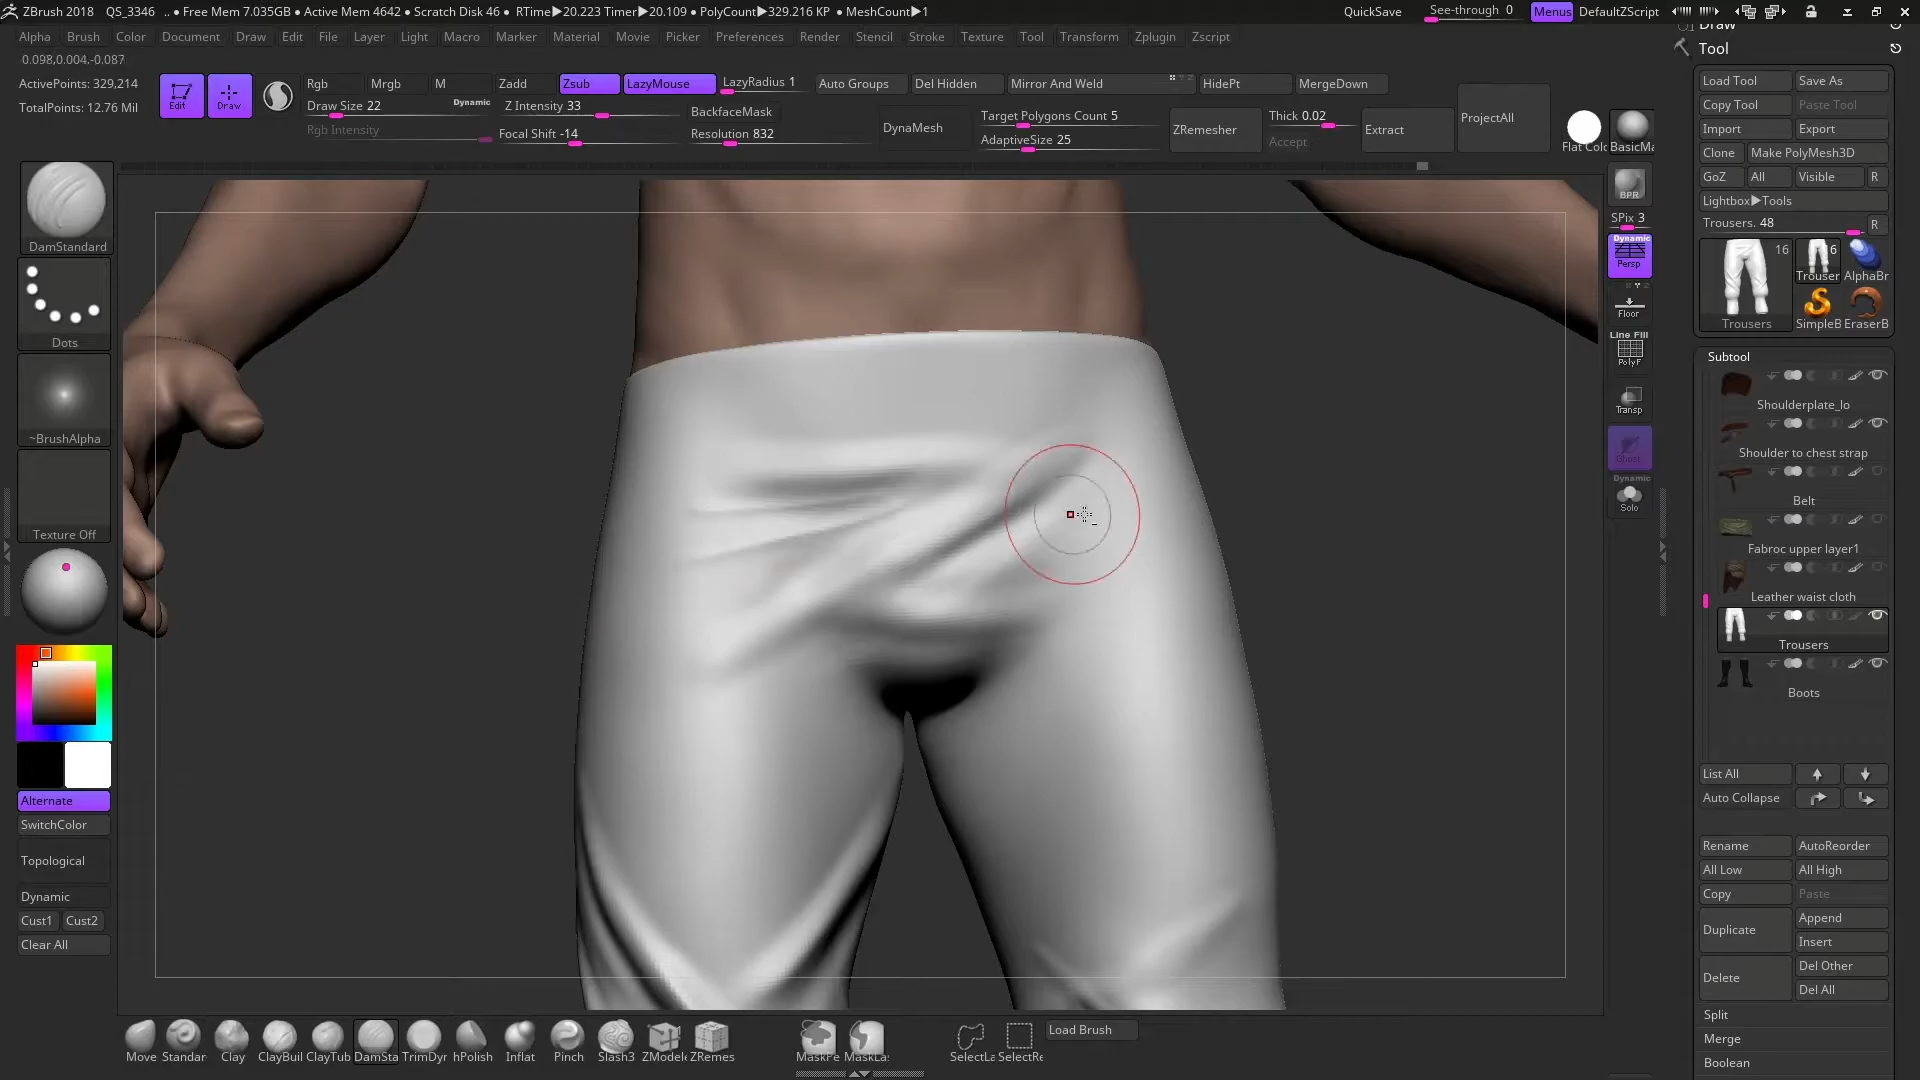 ZBrush 2018 QS_3346 .. ● Free Mem 7.035GB ● Active Mem 4642 ● Scratch Disk 46 ● RTime▶20.223 Timer▶20.109 ● PolyCount▶329.216 KP ● MeshCount▶1 QuickSave See-through 0 Menus DefaultZScript
Alpha Brush Color Document Draw Edit File Layer Light Macro Marker Material Movie Picker Preferences Render Stencil Stroke Texture Tool Transform Zplugin Zscript
0.098,0.004,-0.087
ActivePoints: 329,214
TotalPoints: 12.76 Mil
Edit
Draw
Rgb Mrgb M Zadd Zsub LazyMouse LazyRadius 1 Auto Groups Del Hidden Mirror And Weld HidePt MergeDown
Draw Size 22 Dynamic Z Intensity 33 BackfaceMask
Rgb Intensity Focal Shift -14 Resolution 832
DynaMesh
Target Polygons Count 5
AdaptiveSize 25
ZRemesher
Thick 0.02
Accept
Extract
ProjectAll
Flat Colo BasicMa
DamStandard
Dots
~BrushAlpha
Texture Off
Alternate
SwitchColor
Topological
Dynamic
Cust1 Cust2
Clear All
BPR
SPix 3
Dynamic
Persp
Floor
Line Fill
PolyF
Transp
Ghost
Dynamic
Solo
Draw
Tool
Load Tool Save As
Copy Tool Paste Tool
Import Export
Clone Make PolyMesh3D
GoZ All Visible R
Lightbox▶Tools
Trousers. 48 R
16
16
Trouser AlphaBr
Trousers SimpleB EraserB
Subtool
Shoulderplate_lo
Shoulder to chest strap
Belt
Fabroc upper layer1
Leather waist cloth
Trousers
Boots
List All
Auto Collapse
Rename AutoReorder
All Low All High
Copy Paste
Duplicate Append
Insert
Delete Del Other
Del All
Split
Merge
Boolean
Move Standar Clay ClayBuil ClayTub DamSta TrimDyr hPolish Inflat Pinch Slash3 ZModele ZRemes MaskPe MaskLa SelectLa SelectRe Load Brush